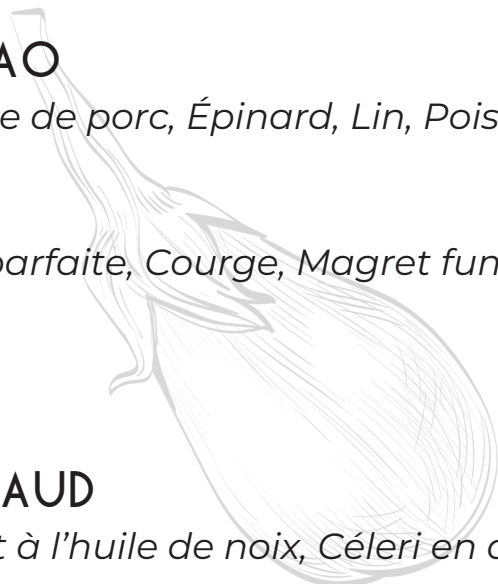 AO
e de porc, Épinard, Lin, Pois
parfaite, Courge, Magret fun
AUD
t à l’huile de noix, Céleri en